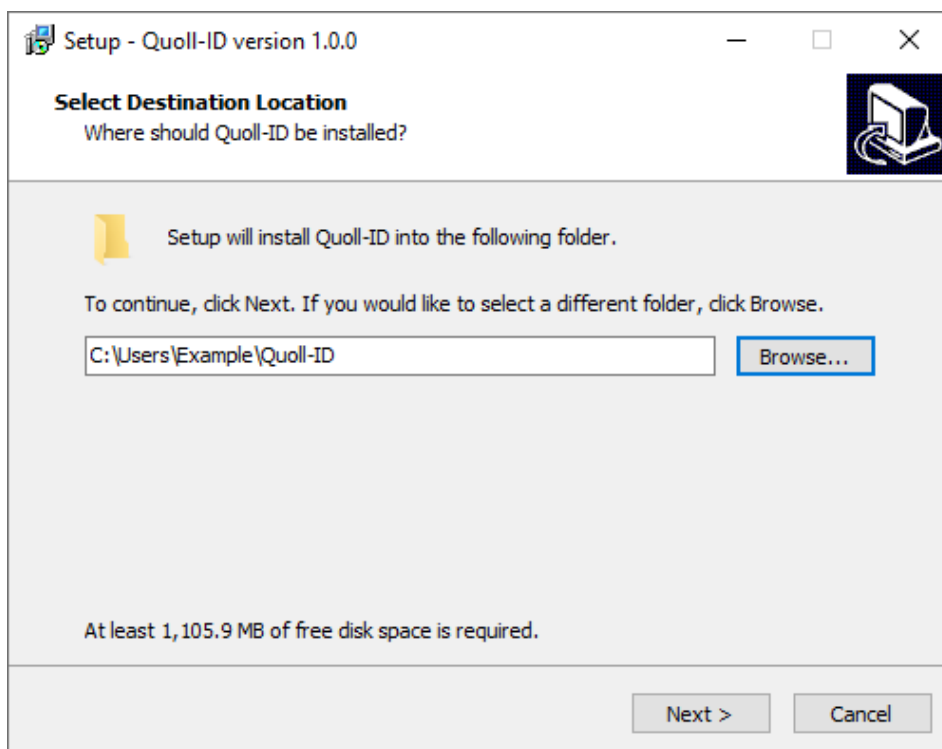 Setup - Quoll-ID version 1.0.0
Select Destination Location
Where should Quoll-ID be installed?
Setup will install Quoll-ID into the following folder.
To continue, click Next. If you would like to select a different folder, click Browse.
C:\Users\Example\Quoll-ID
Browse...
At least 1,105.9 MB of free disk space is required.
Next >
Cancel